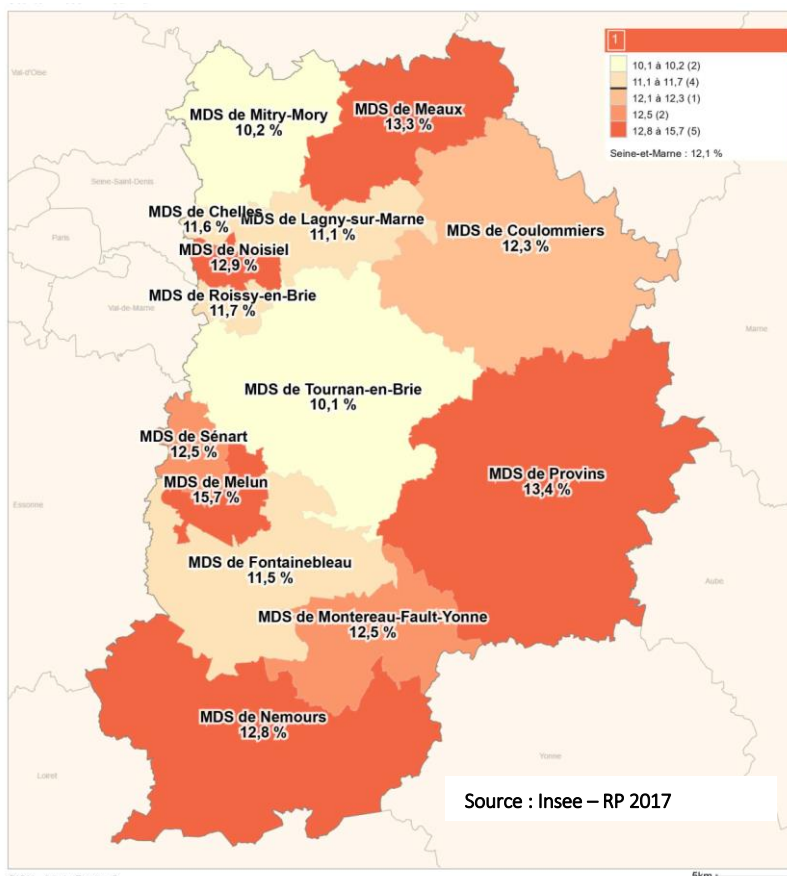 1
10,1 à 10,2 (2)
11,1 à 11,7 (4)
12,1 à 12,3 (1)
12,5 (2)
12,8 à 15,7 (5)
Seine-et-Marne : 12,1 %
Val-d'Oise
MDS de Mitry-Mory
10,2 %
MDS de Meaux
13,3 %
Seine-Saint-Denis
MDS de Chelles
11,6 %
MDS de Lagny-sur-Marne
11,1 %
MDS de Coulommiers
12,3 %
Paris
MDS de Noisiel
12,9 %
MDS de Roissy-en-Brie
11,7 %
Val-de-Marne
Marne
MDS de Tournan-en-Brie
10,1 %
MDS de Sénart
12,5 %
MDS de Melun
15,7 %
MDS de Provins
13,4 %
Essonne
MDS de Fontainebleau
11,5 %
Aube
MDS de Montereau-Fault-Yonne
12,5 %
MDS de Nemours
12,8 %
Loiret
Yonne
Source : Insee – RP 2017